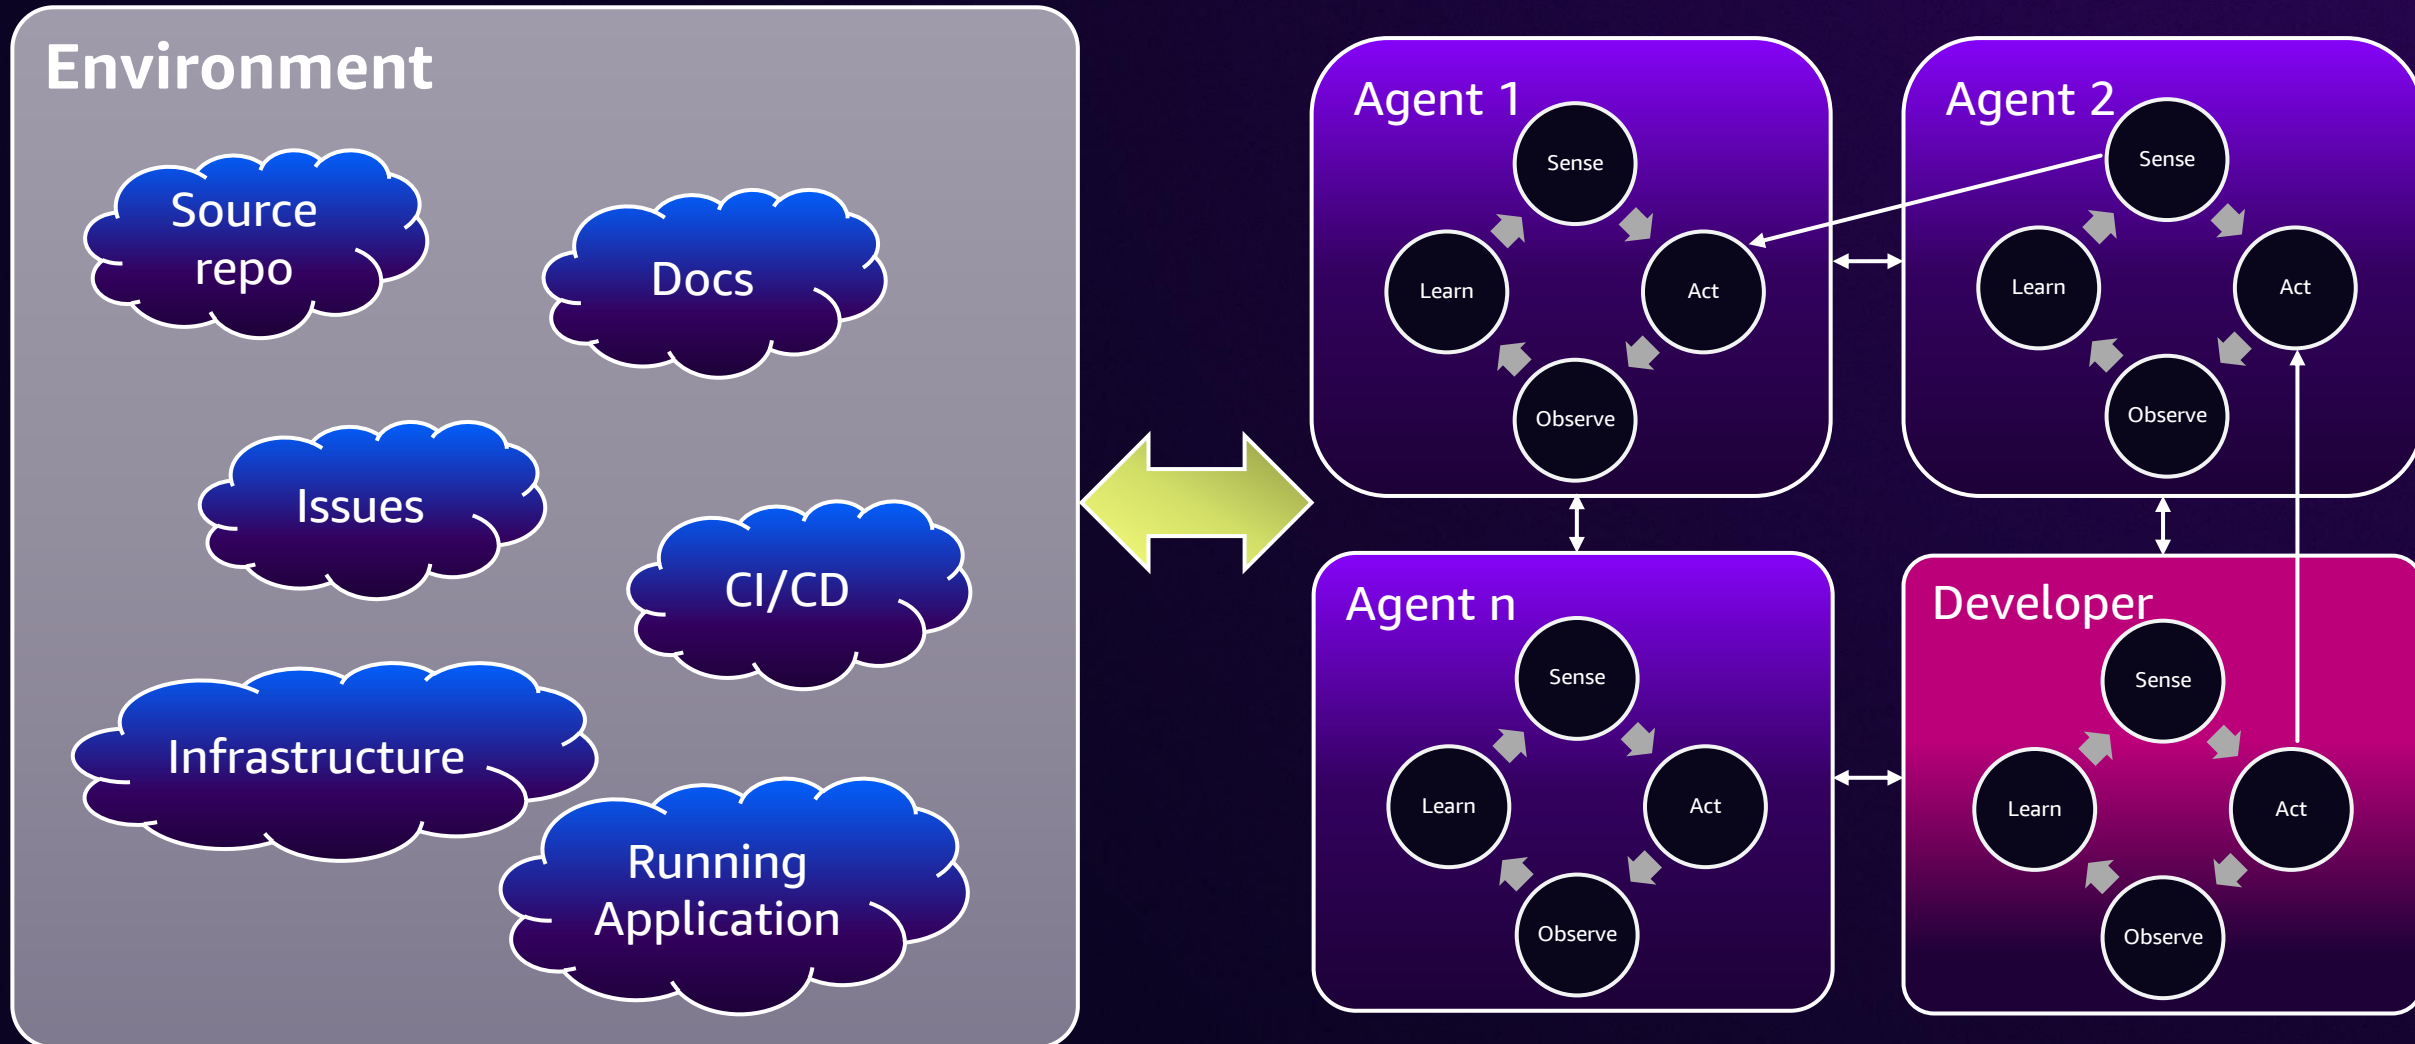 Environment
Source
repo
Docs
Issues
CI/CD
Infrastructure
Running
Application
Agent 1
Sense
Learn
Act
Observe
Agent 2
Sense
Learn
Act
Observe
Agent n
Sense
Learn
Act
Observe
Developer
Sense
Learn
Act
Observe